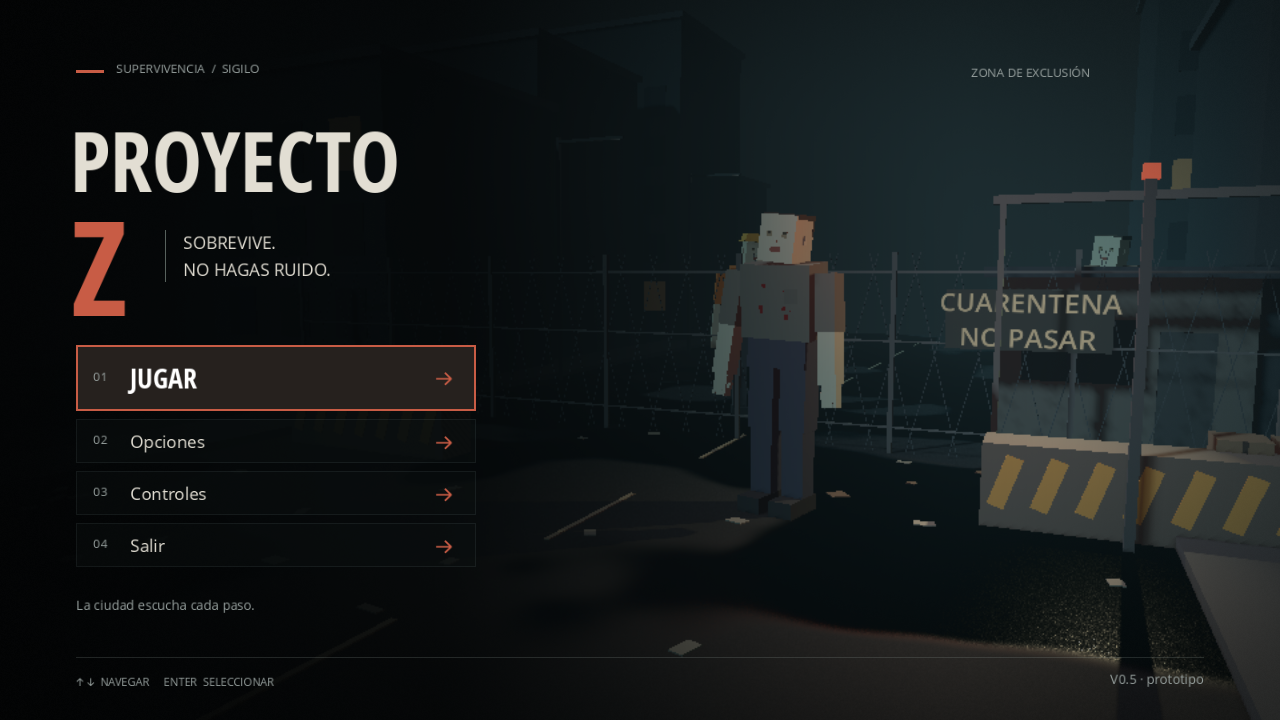 SUPERVIVENCIA / SIGILO
ZONA DE EXCLUSIÓN
PROYECTO
Z
SOBREVIVE.
NO HAGAS RUIDO.
CUARENTENA
NO PASAR
01 JUGAR →
02 Opciones →
03 Controles →
04 Salir →
La ciudad escucha cada paso.
↑↓ NAVEGAR ENTER SELECCIONAR
V0.5 · prototipo